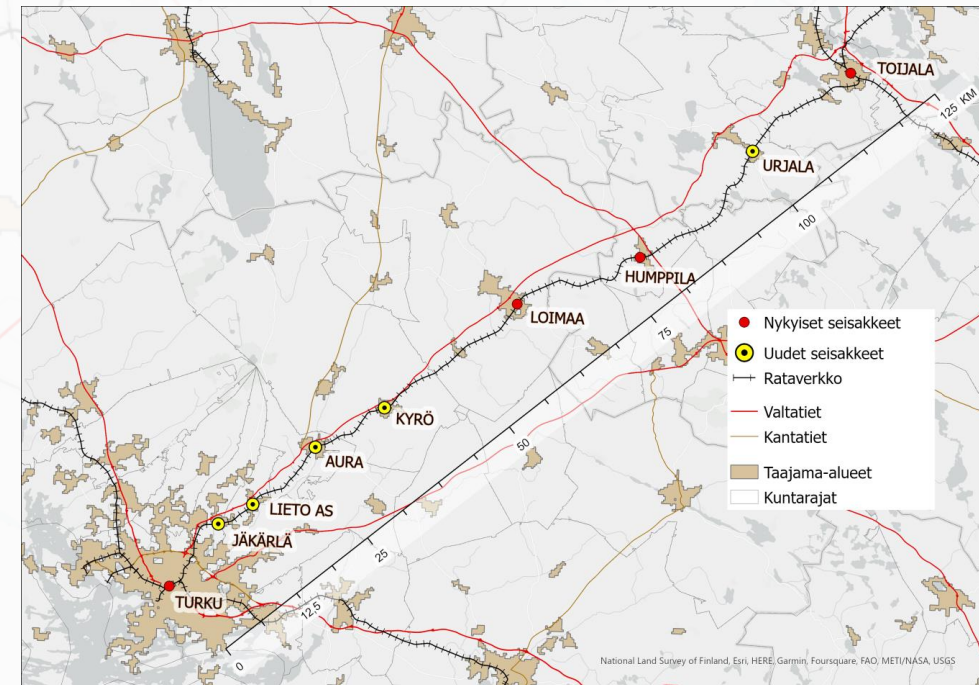 TOIJALA
125 KM
URJALA
100
HUMPPILA
LOIMAA
75
Nykyiset seisakkeet
Uudet seisakkeet
Rataverkko
Valtatiet
Kantatiet
Taajama-alueet
Kuntarajat
KYRÖ
50
AURA
LIETO AS
JÄKÄRLÄ
25
TURKU
12,5
0
National Land Survey of Finland, Esri, HERE, Garmin, Foursquare, FAO, METI/NASA, USGS